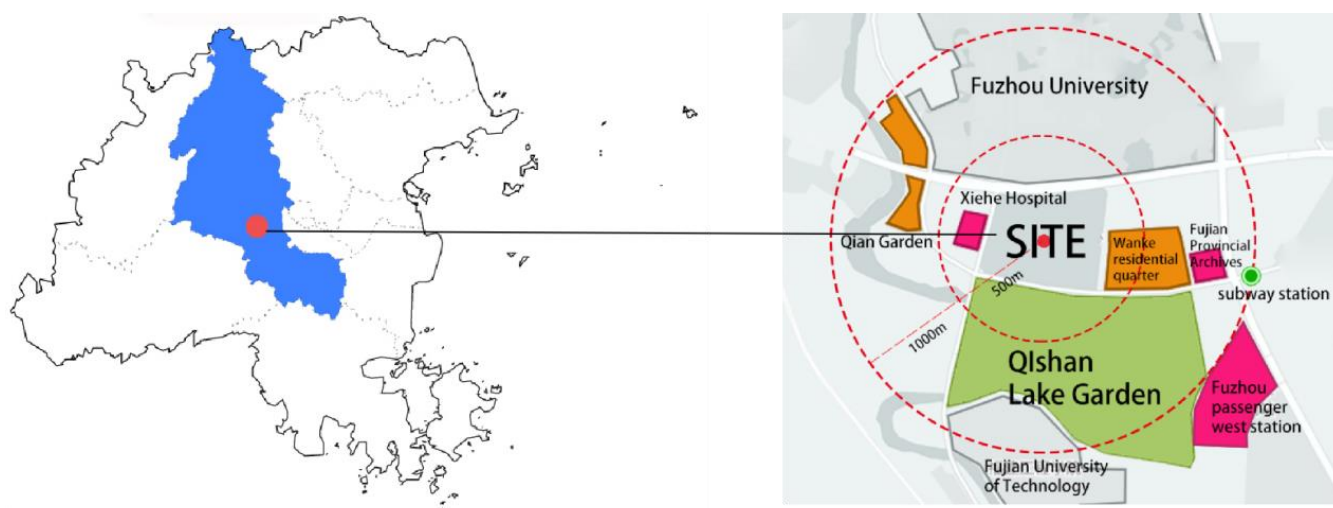 Fuzhou University
Xiehe Hospital
SITE
Qian Garden
Wanke
residential
quarter
Fujian
Provincial
Archives
subway station
500m
1000m
QIshan
Lake Garden
Fuzhou
passenger
west station
Fujian University
of Technology